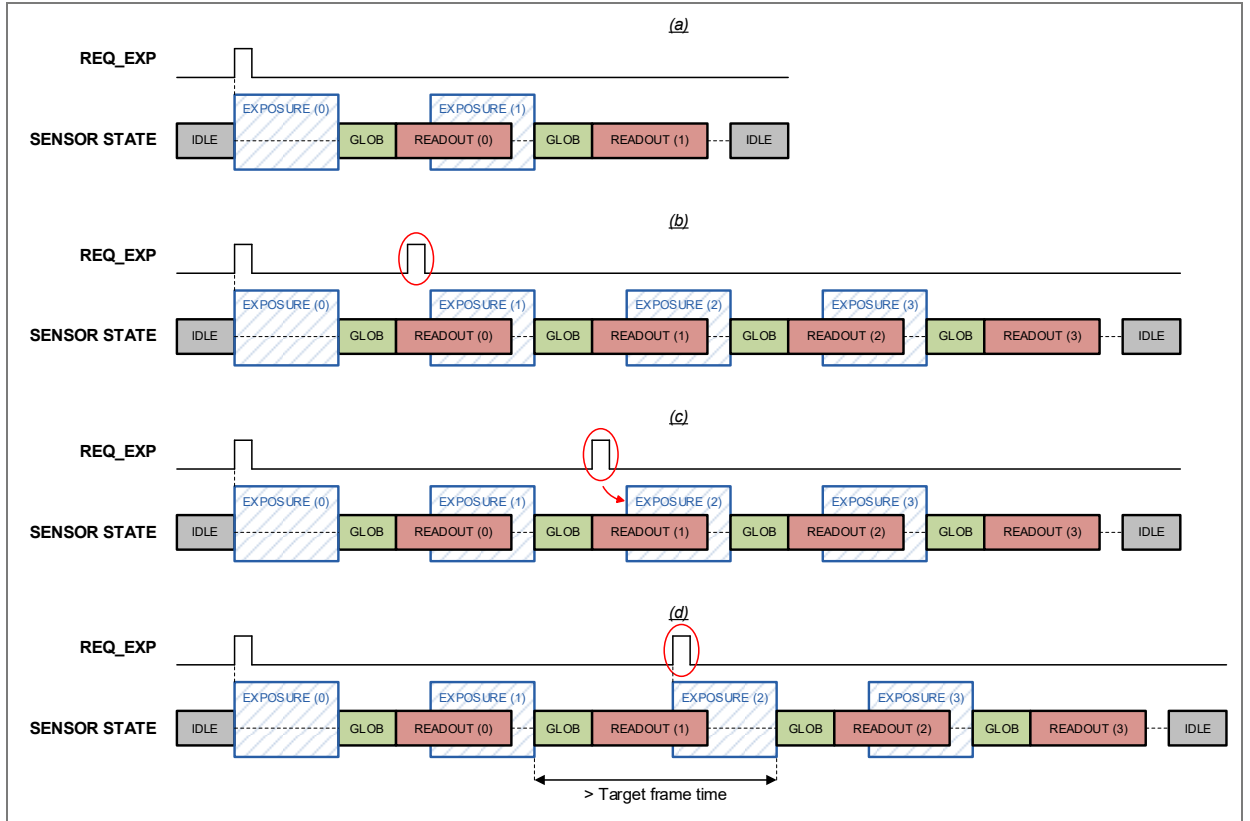 (a)
REQ_EXP
EXPOSURE (0) EXPOSURE (1)
SENSOR STATE IDLE GLOB READOUT (0) GLOB READOUT (1) IDLE
(b)
REQ_EXP
EXPOSURE (0) EXPOSURE (1) EXPOSURE (2) EXPOSURE (3)
SENSOR STATE IDLE GLOB READOUT (0) GLOB READOUT (1) GLOB READOUT (2) GLOB READOUT (3) IDLE
(c)
REQ_EXP
EXPOSURE (0) EXPOSURE (1) EXPOSURE (2) EXPOSURE (3)
SENSOR STATE IDLE GLOB READOUT (0) GLOB READOUT (1) GLOB READOUT (2) GLOB READOUT (3) IDLE
(d)
REQ_EXP
EXPOSURE (0) EXPOSURE (1) EXPOSURE (2) EXPOSURE (3)
SENSOR STATE IDLE GLOB READOUT (0) GLOB READOUT (1) GLOB READOUT (2) GLOB READOUT (3) IDLE
> Target frame time